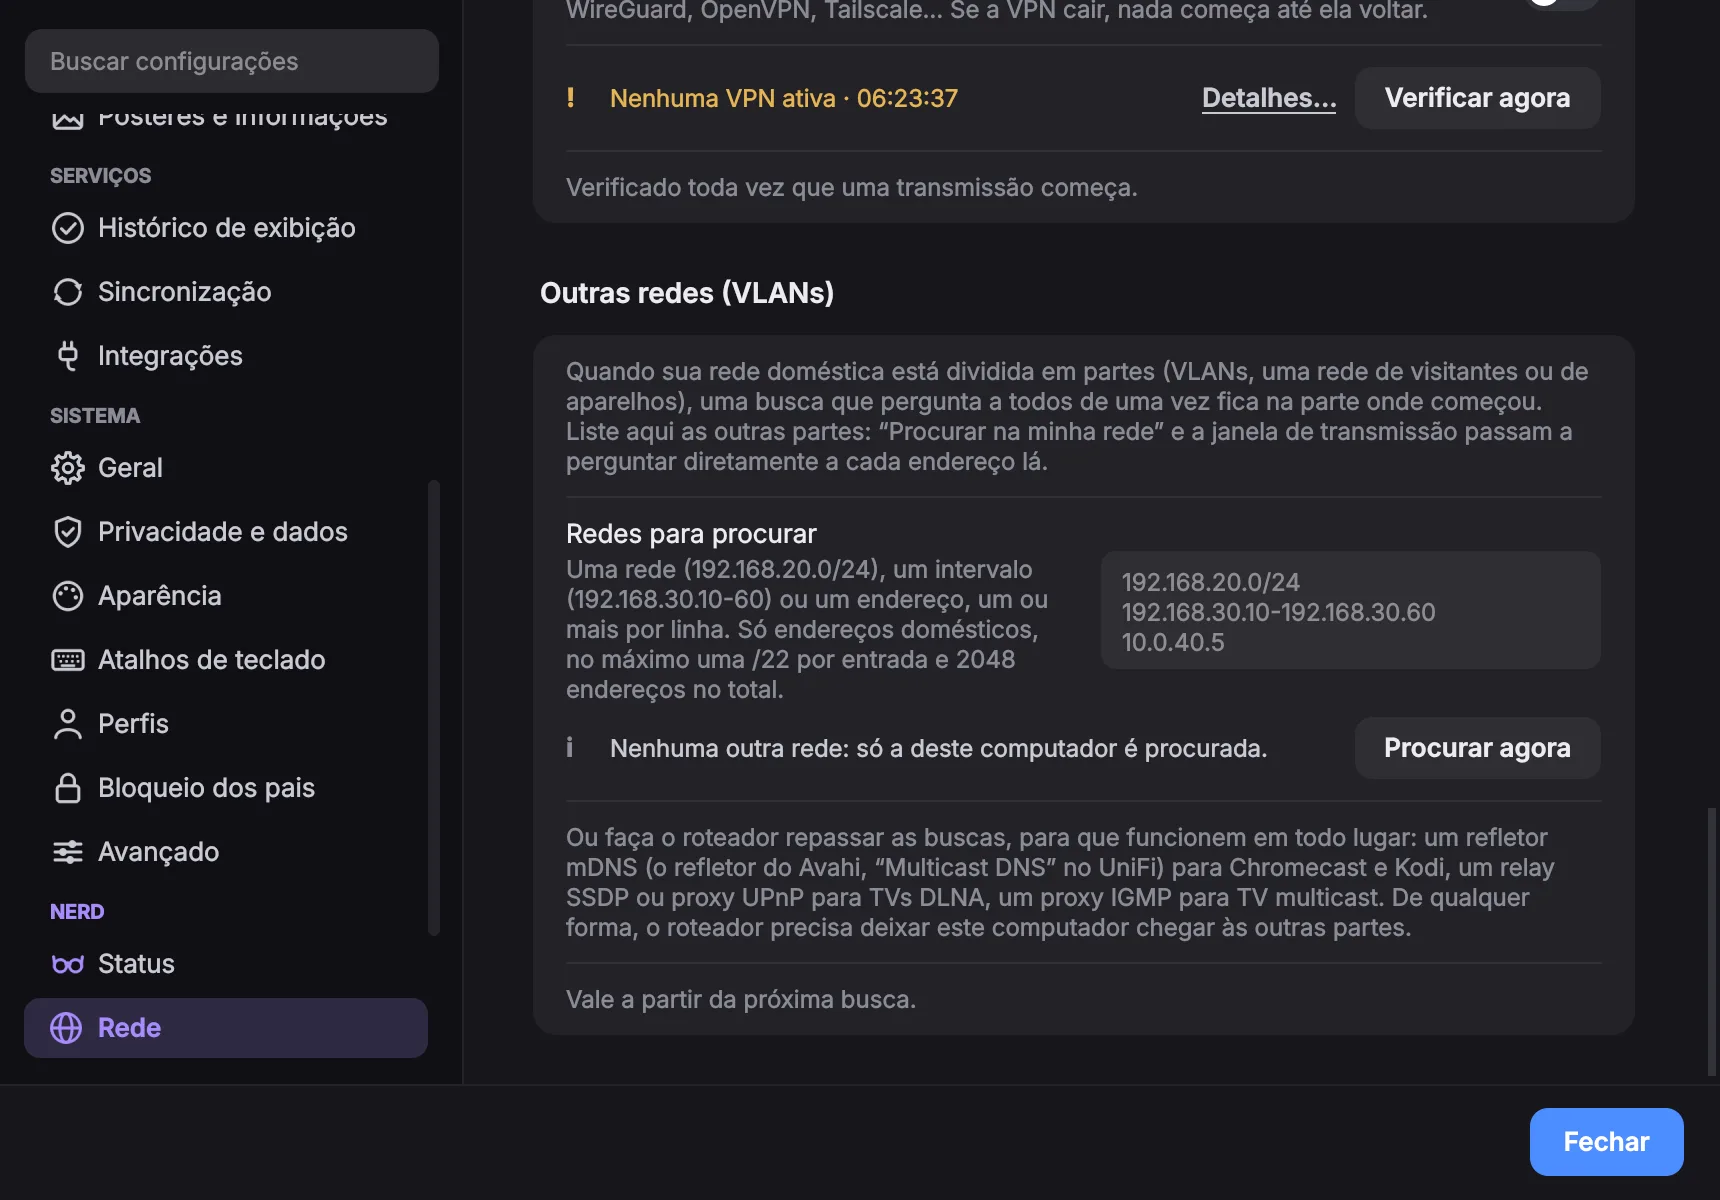 Buscar configurações
Pôsteres e informações
SERVIÇOS
Histórico de exibição
Sincronização
Integrações
SISTEMA
Geral
Privacidade e dados
Aparência
Atalhos de teclado
Perfis
Bloqueio dos pais
Avançado
NERD
Status
Rede
WireGuard, OpenVPN, Tailscale... Se a VPN cair, nada começa até ela voltar.
! Nenhuma VPN ativa · 06:23:37
Detalhes...
Verificar agora
Verificado toda vez que uma transmissão começa.
Outras redes (VLANs)
Quando sua rede doméstica está dividida em partes (VLANs, uma rede de visitantes ou de
aparelhos), uma busca que pergunta a todos de uma vez fica na parte onde começou.
Liste aqui as outras partes: “Procurar na minha rede” e a janela de transmissão passam a
perguntar diretamente a cada endereço lá.
Redes para procurar
Uma rede (192.168.20.0/24), um intervalo
(192.168.30.10-60) ou um endereço, um ou
mais por linha. Só endereços domésticos,
no máximo uma /22 por entrada e 2048
endereços no total.
192.168.20.0/24
192.168.30.10-192.168.30.60
10.0.40.5
i Nenhuma outra rede: só a deste computador é procurada.
Procurar agora
Ou faça o roteador repassar as buscas, para que funcionem em todo lugar: um refletor
mDNS (o refletor do Avahi, “Multicast DNS” no UniFi) para Chromecast e Kodi, um relay
SSDP ou proxy UPnP para TVs DLNA, um proxy IGMP para TV multicast. De qualquer
forma, o roteador precisa deixar este computador chegar às outras partes.
Vale a partir da próxima busca.
Fechar